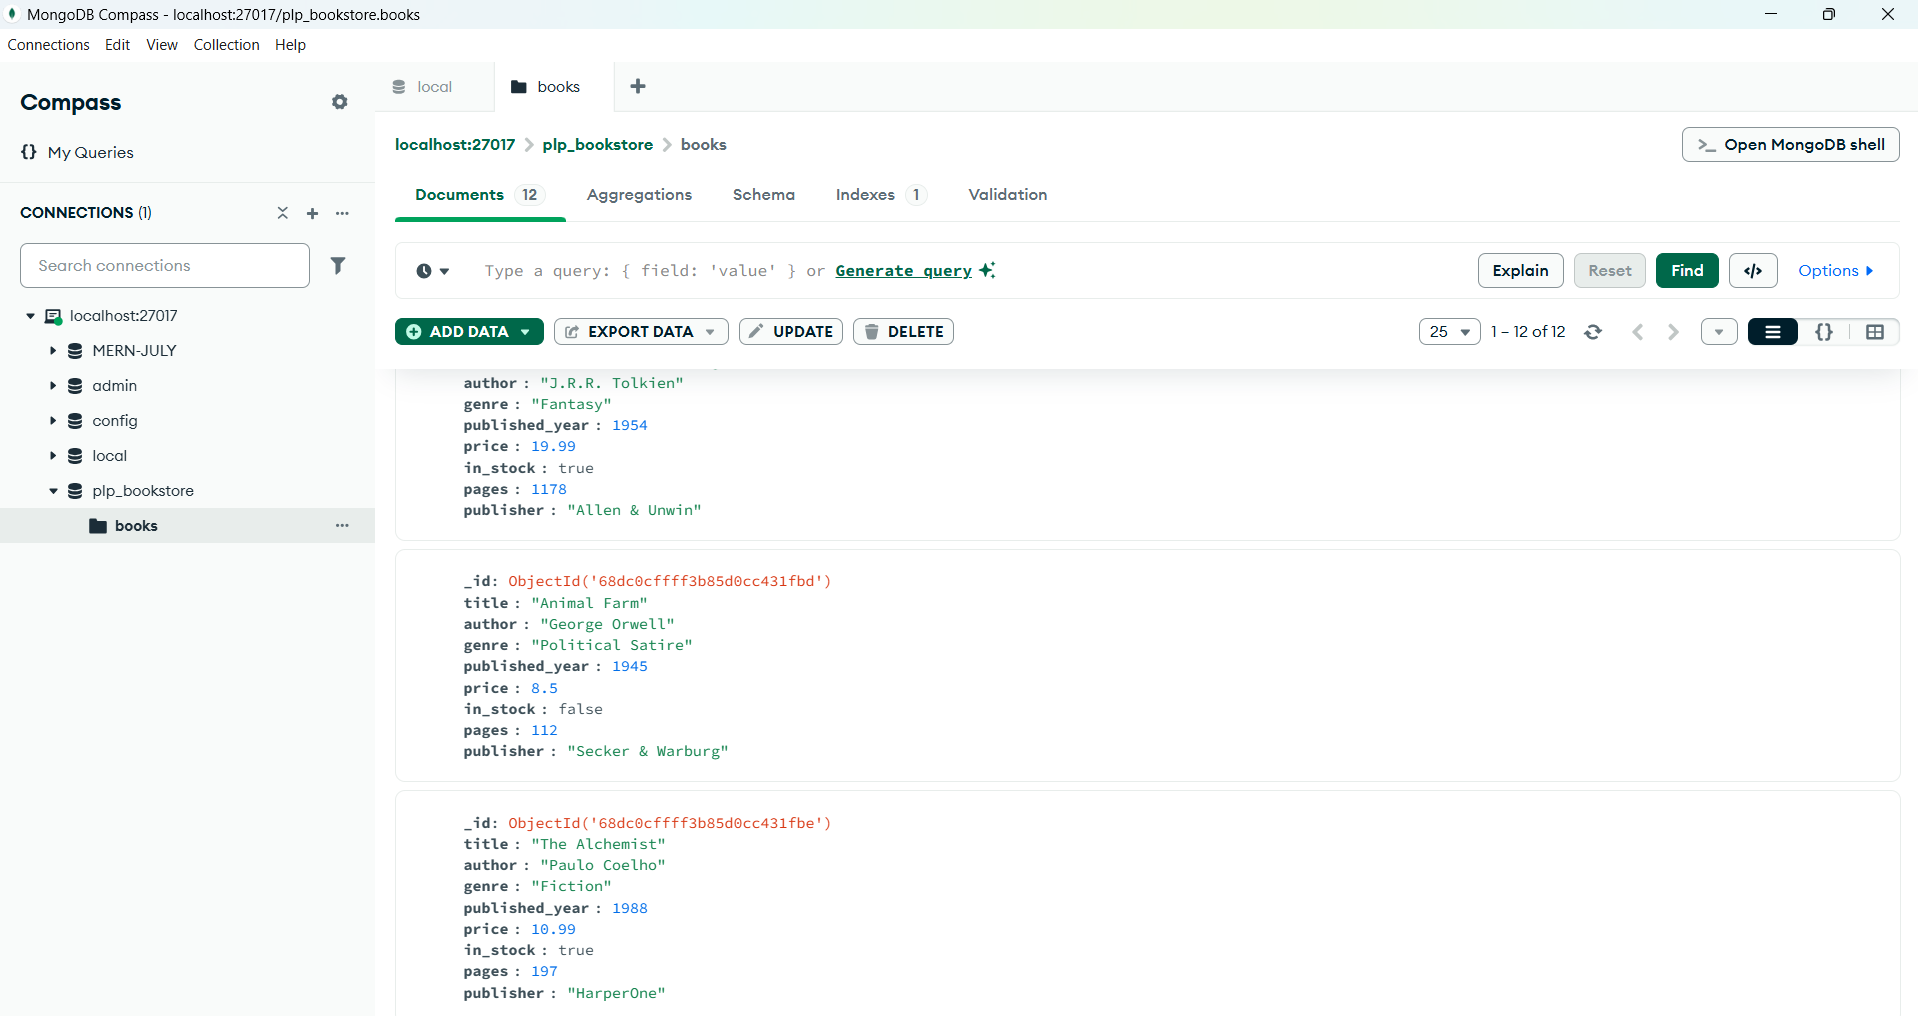 MongoDB Compass - localhost:27017/plp_bookstore.books
Connections Edit View Collection Help
Compass
{} My Queries
CONNECTIONS (1)
Search connections
localhost:27017
MERN-JULY
admin
config
local
plp_bookstore
books
local
books
localhost:27017 > plp_bookstore > books
>_ Open MongoDB shell
Documents 12 Aggregations Schema Indexes 1 Validation
Type a query: { field: 'value' } or Generate query
Explain Reset Find </> Options
ADD DATA EXPORT DATA UPDATE DELETE
25 1 – 12 of 12 {}
author : "J.R.R. Tolkien"
genre : "Fantasy"
published_year : 1954
price : 19.99
in_stock : true
pages : 1178
publisher : "Allen & Unwin"
_id: ObjectId('68dc0cffff3b85d0cc431fbd')
title : "Animal Farm"
author : "George Orwell"
genre : "Political Satire"
published_year : 1945
price : 8.5
in_stock : false
pages : 112
publisher : "Secker & Warburg"
_id: ObjectId('68dc0cffff3b85d0cc431fbe')
title : "The Alchemist"
author : "Paulo Coelho"
genre : "Fiction"
published_year : 1988
price : 10.99
in_stock : true
pages : 197
publisher : "HarperOne"